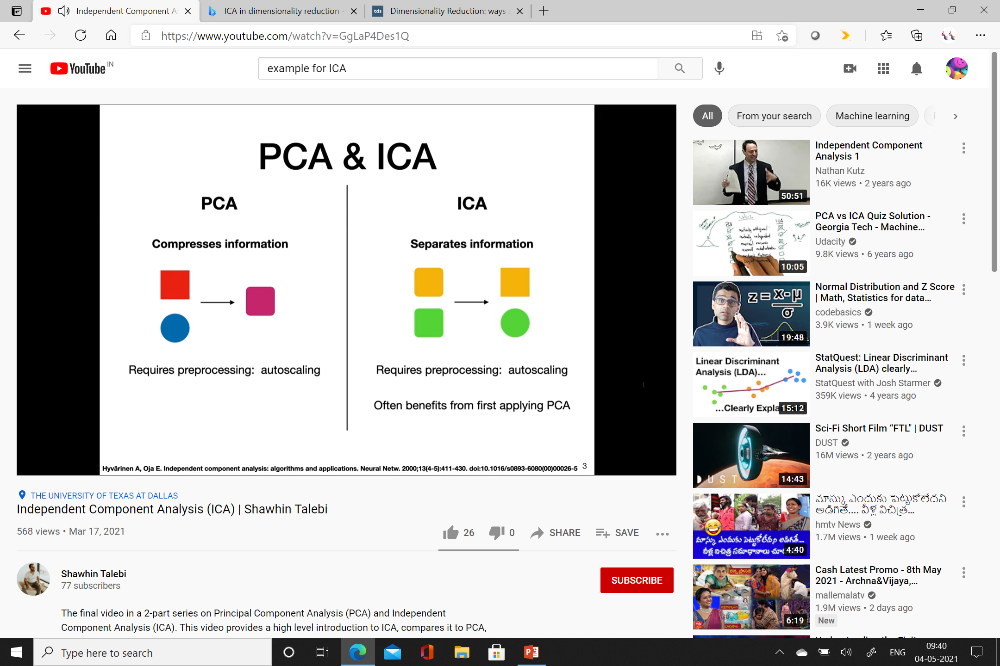 Independent Component A
ICA in dimensionality reduction -
tds
Dimensionality Reduction: ways a
https://www.youtube.com/watch?v=GgLaP4Des1Q
YouTube IN
example for ICA
PCA & ICA
PCA
ICA
Compresses information
Separates information
Requires preprocessing: autoscaling
Requires preprocessing: autoscaling
Often benefits from first applying PCA
Hyvärinen A, Oja E. Independent component analysis: algorithms and applications. Neural Netw. 2000;13(4-5):411-430. doi:10.1016/s0893-6080(00)00026-5
3
THE UNIVERSITY OF TEXAS AT DALLAS
Independent Component Analysis (ICA) | Shawhin Talebi
568 views • Mar 17, 2021
26
0
SHARE
SAVE
Shawhin Talebi
77 subscribers
SUBSCRIBE
The final video in a 2-part series on Principal Component Analysis (PCA) and Independent
Component Analysis (ICA). This video provides a high level introduction to ICA, compares it to PCA,
All
From your search
Machine learning
50:51
Independent Component
Analysis 1
Nathan Kutz
16K views • 2 years ago
PCA
ICA
10:05
PCA vs ICA Quiz Solution -
Georgia Tech - Machine...
Udacity
9.8K views • 6 years ago
z = x-μ
σ
19:48
Normal Distribution and Z Score
| Math, Statistics for data...
codebasics
3.9K views • 1 week ago
Linear Discriminant
Analysis (LDA)...
...Clearly Expla
15:12
StatQuest: Linear Discriminant
Analysis (LDA) clearly...
StatQuest with Josh Starmer
359K views • 4 years ago
DUST
14:43
Sci-Fi Short Film “FTL" | DUST
DUST
16M views • 2 years ago
మాస్కు ఎందుకు పెట్టుకోలేదని అడిగితే....
వీళ్ల విచిత్ర సమాధానాలు చూ
4:40
మాస్కు ఎందుకు పెట్టుకోలేదని
అడిగితే.... వీళ్ల విచిత్ర...
hmtv News
1.7M views • 1 week ago
6:19
Cash Latest Promo - 8th May
2021 - Archna&Vijaya,...
mallemalatv
1.9M views • 2 days ago
New
Type here to search
ENG
09:40
04-05-2021